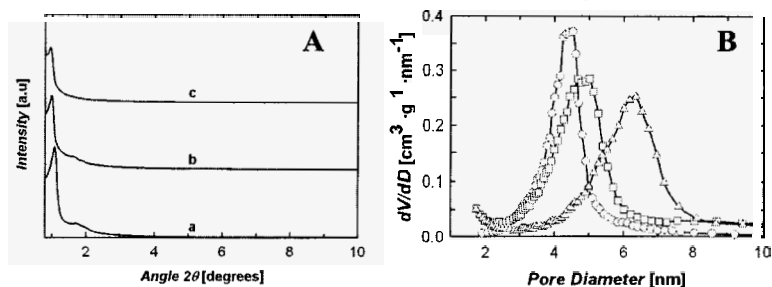 A
c
b
a
Intensity [a.u]
2 4 6 8 10
Angle 2θ [degrees]
B
0.4
0.3
0.2
0.1
0.0
dV/dD [cm³ ·g⁻¹ ·nm⁻¹]
2 4 6 8 10
Pore Diameter [nm]